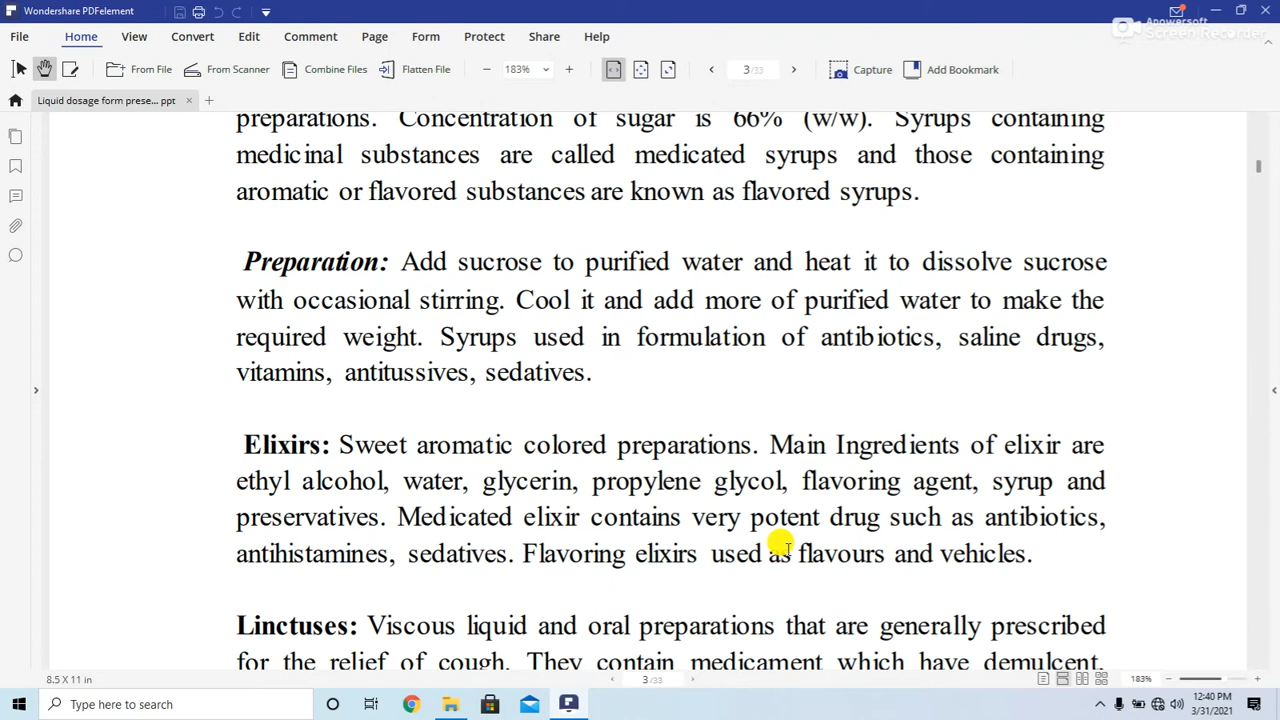 Wondershare PDFelement
Apowersoft
Screen Recorder
File Home View Convert Edit Comment Page Form Protect Share Help
From File From Scanner Combine Files Flatten File 183% 3 /33 Capture Add Bookmark
Liquid dosage form prese... ppt
preparations. Concentration of sugar is 66% (w/w). Syrups containing
medicinal substances are called medicated syrups and those containing
aromatic or flavored substances are known as flavored syrups.
Preparation: Add sucrose to purified water and heat it to dissolve sucrose
with occasional stirring. Cool it and add more of purified water to make the
required weight. Syrups used in formulation of antibiotics, saline drugs,
vitamins, antitussives, sedatives.
Elixirs: Sweet aromatic colored preparations. Main Ingredients of elixir are
ethyl alcohol, water, glycerin, propylene glycol, flavoring agent, syrup and
preservatives. Medicated elixir contains very potent drug such as antibiotics,
antihistamines, sedatives. Flavoring elixirs used as flavours and vehicles.
Linctuses: Viscous liquid and oral preparations that are generally prescribed
for the relief of cough. They contain medicament which have demulcent,
8.5 X 11 in 3 /33 183%
Type here to search 12:40 PM
3/31/2021